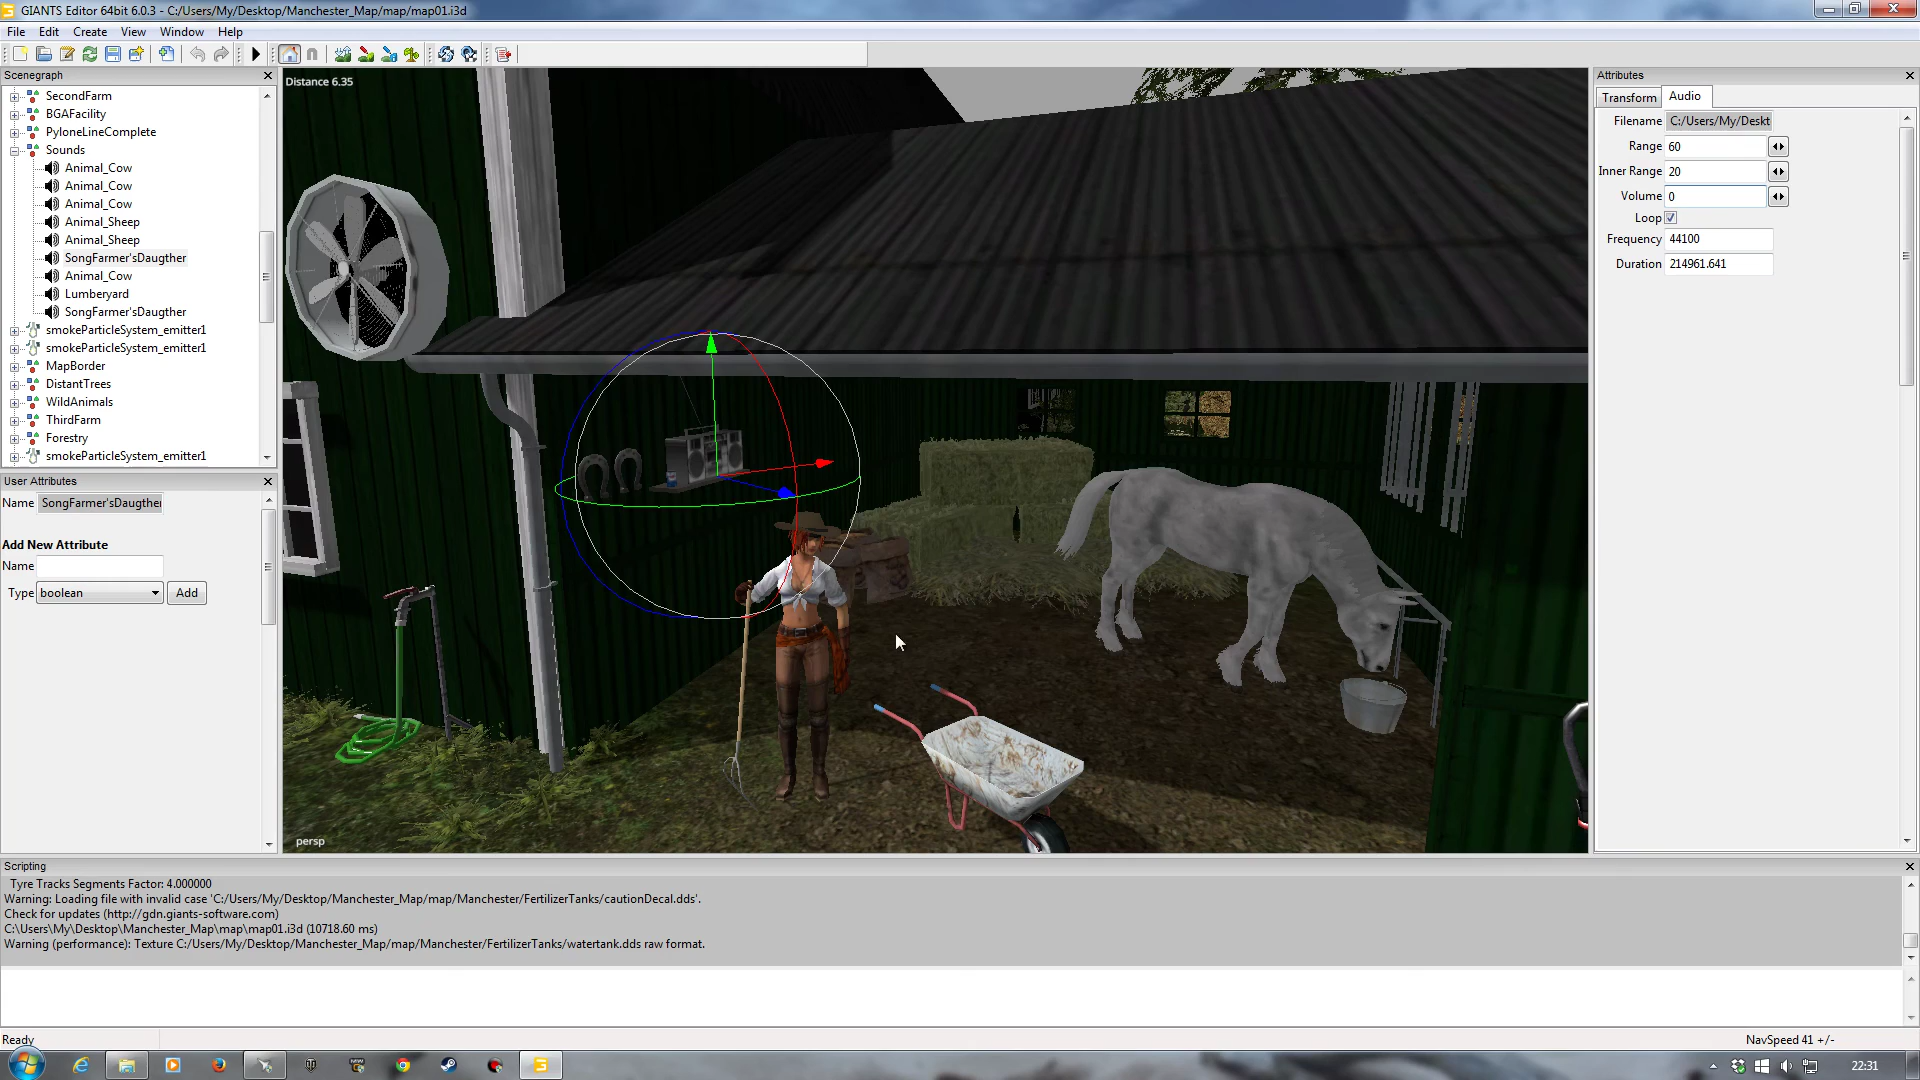 GIANTS Editor 64bit 6.0.3 - C:/Users/My/Desktop/Manchester_Map/map/map01.i3d
File Edit Create View Window Help
Scenegraph
SecondFarm
BGAFacility
PyloneLineComplete
Sounds
Animal_Cow
Animal_Cow
Animal_Cow
Animal_Sheep
Animal_Sheep
SongFarmer'sDaugther
Animal_Cow
Lumberyard
SongFarmer'sDaugther
smokeParticleSystem_emitter1
smokeParticleSystem_emitter1
MapBorder
DistantTrees
WildAnimals
ThirdFarm
Forestry
smokeParticleSystem_emitter1
User Attributes
Name SongFarmer'sDaugther
Add New Attribute
Name
Type boolean Add
Distance 6.35
persp
Attributes
Transform Audio
Filename C:/Users/My/Deskt
Range 60
Inner Range 20
Volume 0
Loop
Frequency 44100
Duration 214961.641
Scripting
Tyre Tracks Segments Factor: 4.000000
Warning: Loading file with invalid case 'C:/Users/My/Desktop/Manchester_Map/map/Manchester/FertilizerTanks/cautionDecal.dds'.
Check for updates (http://gdn.giants-software.com)
C:\Users\My\Desktop\Manchester_Map\map\map01.i3d (10718.60 ms)
Warning (performance): Texture C:/Users/My/Desktop/Manchester_Map/map/Manchester/FertilizerTanks/watertank.dds raw format.
Ready
NavSpeed 41 +/-
22:31